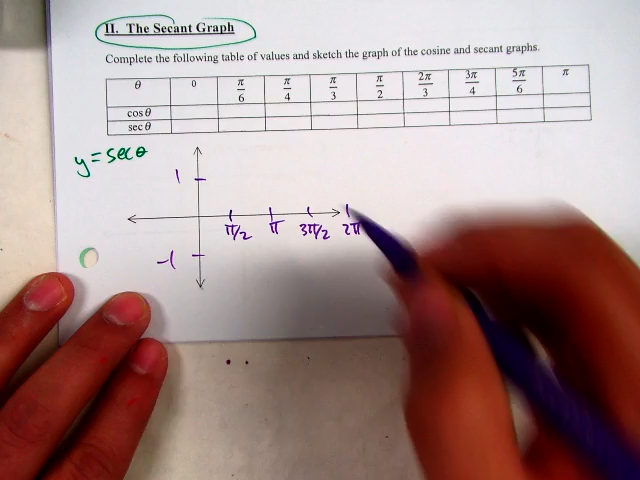 II. The Secant Graph
Complete the following table of values and sketch the graph of the cosine and secant graphs.
θ 0 π/6 π/4 π/3 π/2 2π/3 3π/4 5π/6 π
cos θ
sec θ
y = sec θ
1
π/2 π 3π/2 2π
-1